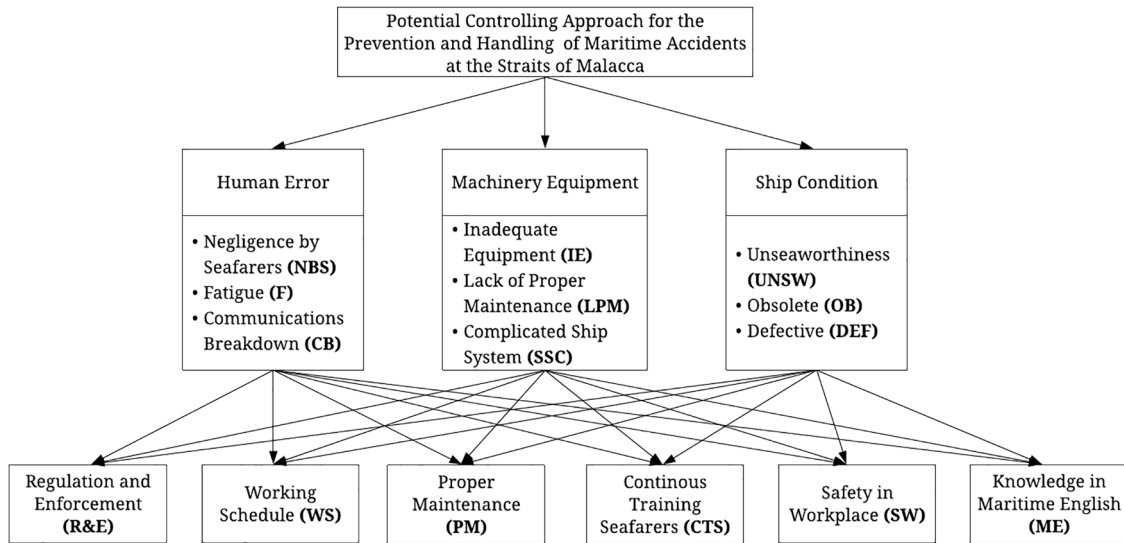 Potential Controlling Approach for the
Prevention and Handling of Maritime Accidents
at the Straits of Malacca
Human Error
• Negligence by
Seafarers (NBS)
• Fatigue (F)
• Communications
Breakdown (CB)
Machinery Equipment
• Inadequate
Equipment (IE)
• Lack of Proper
Maintenance (LPM)
• Complicated Ship
System (SSC)
Ship Condition
• Unseaworthiness
(UNSW)
• Obsolete (OB)
• Defective (DEF)
Regulation and
Enforcement
(R&E)
Working
Schedule (WS)
Proper
Maintenance
(PM)
Continous
Training
Seafarers (CTS)
Safety in
Workplace (SW)
Knowledge in
Maritime English
(ME)